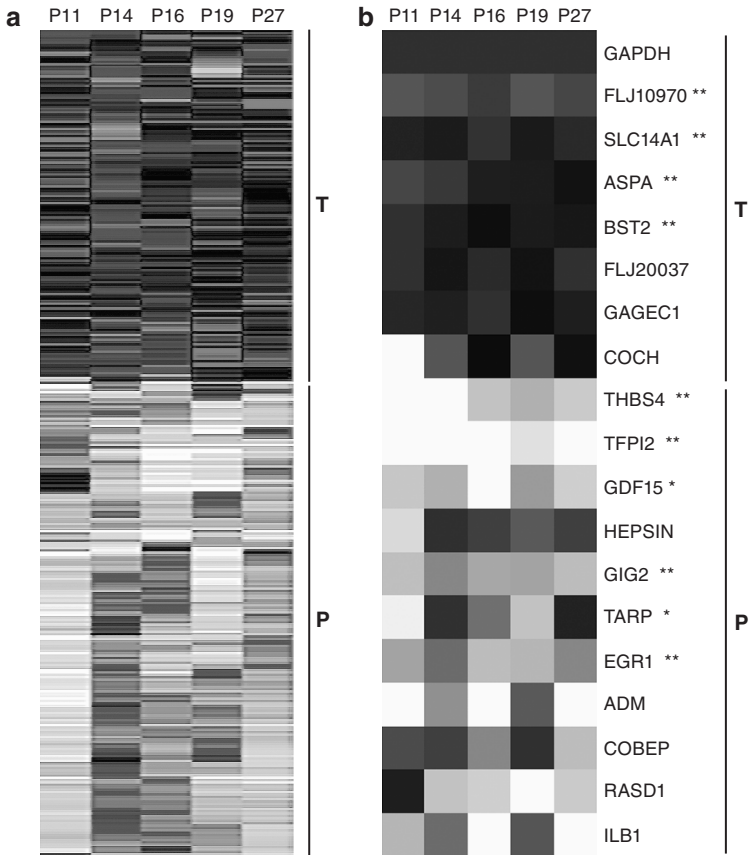 a P11 P14 P16 P19 P27
T
P
b P11 P14 P16 P19 P27
GAPDH
FLJ10970 **
SLC14A1 **
ASPA **
BST2 **
FLJ20037
GAGEC1
COCH
THBS4 **
TFPI2 **
GDF15 *
HEPSIN
GIG2 **
TARP *
EGR1 **
ADM
COBEP
RASD1
ILB1
T
P